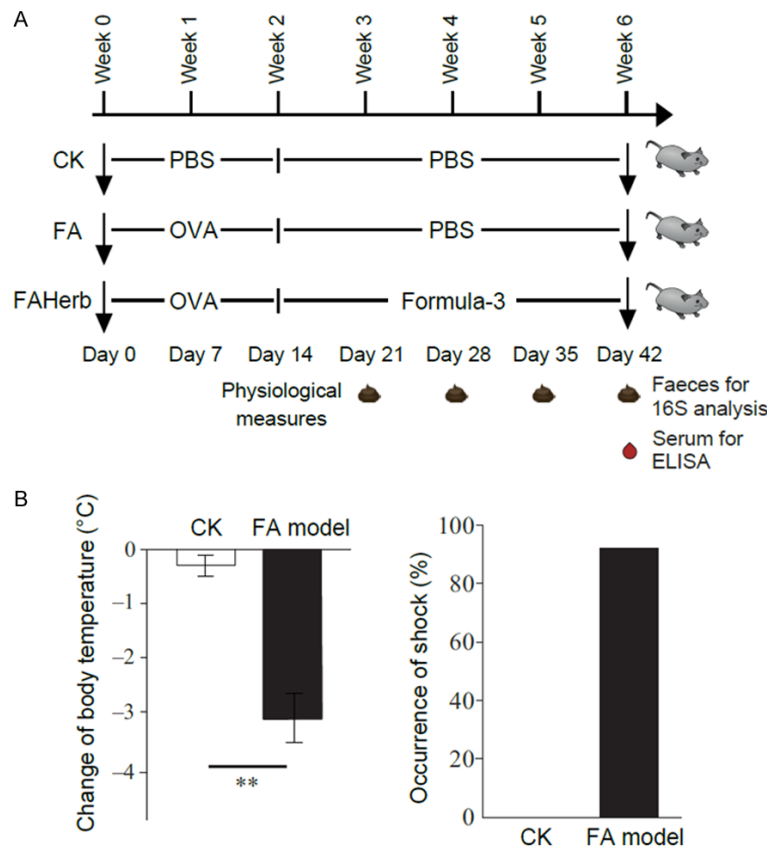 A
Week 0
Week 1
Week 2
Week 3
Week 4
Week 5
Week 6
CK
PBS
PBS
FA
OVA
PBS
FAHerb
OVA
Formula-3
Day 0
Day 7
Day 14
Day 21
Day 28
Day 35
Day 42
Physiological
measures
Faeces for
16S analysis
Serum for
ELISA
B
Change of body temperature (°C)
CK
FA model
0
–1
–2
–3
–4
**
Occurrence of shock (%)
100
80
60
40
20
0
CK
FA model